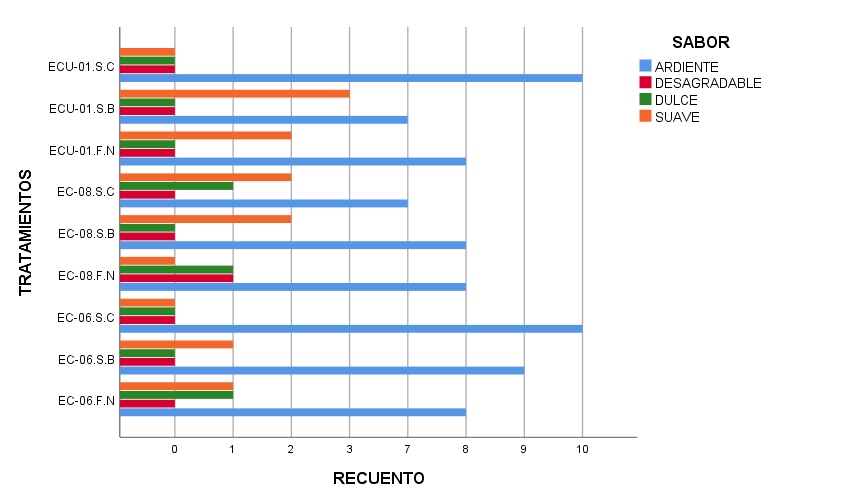 SABOR
ARDIENTE
DESAGRADABLE
DULCE
SUAVE
TRATAMIENTOS
ECU-01.S.C
ECU-01.S.B
ECU-01.F.N
EC-08.S.C
EC-08.S.B
EC-08.F.N
EC-06.S.C
EC-06.S.B
EC-06.F.N
0 1 2 3 7 8 9 10
RECUENTO